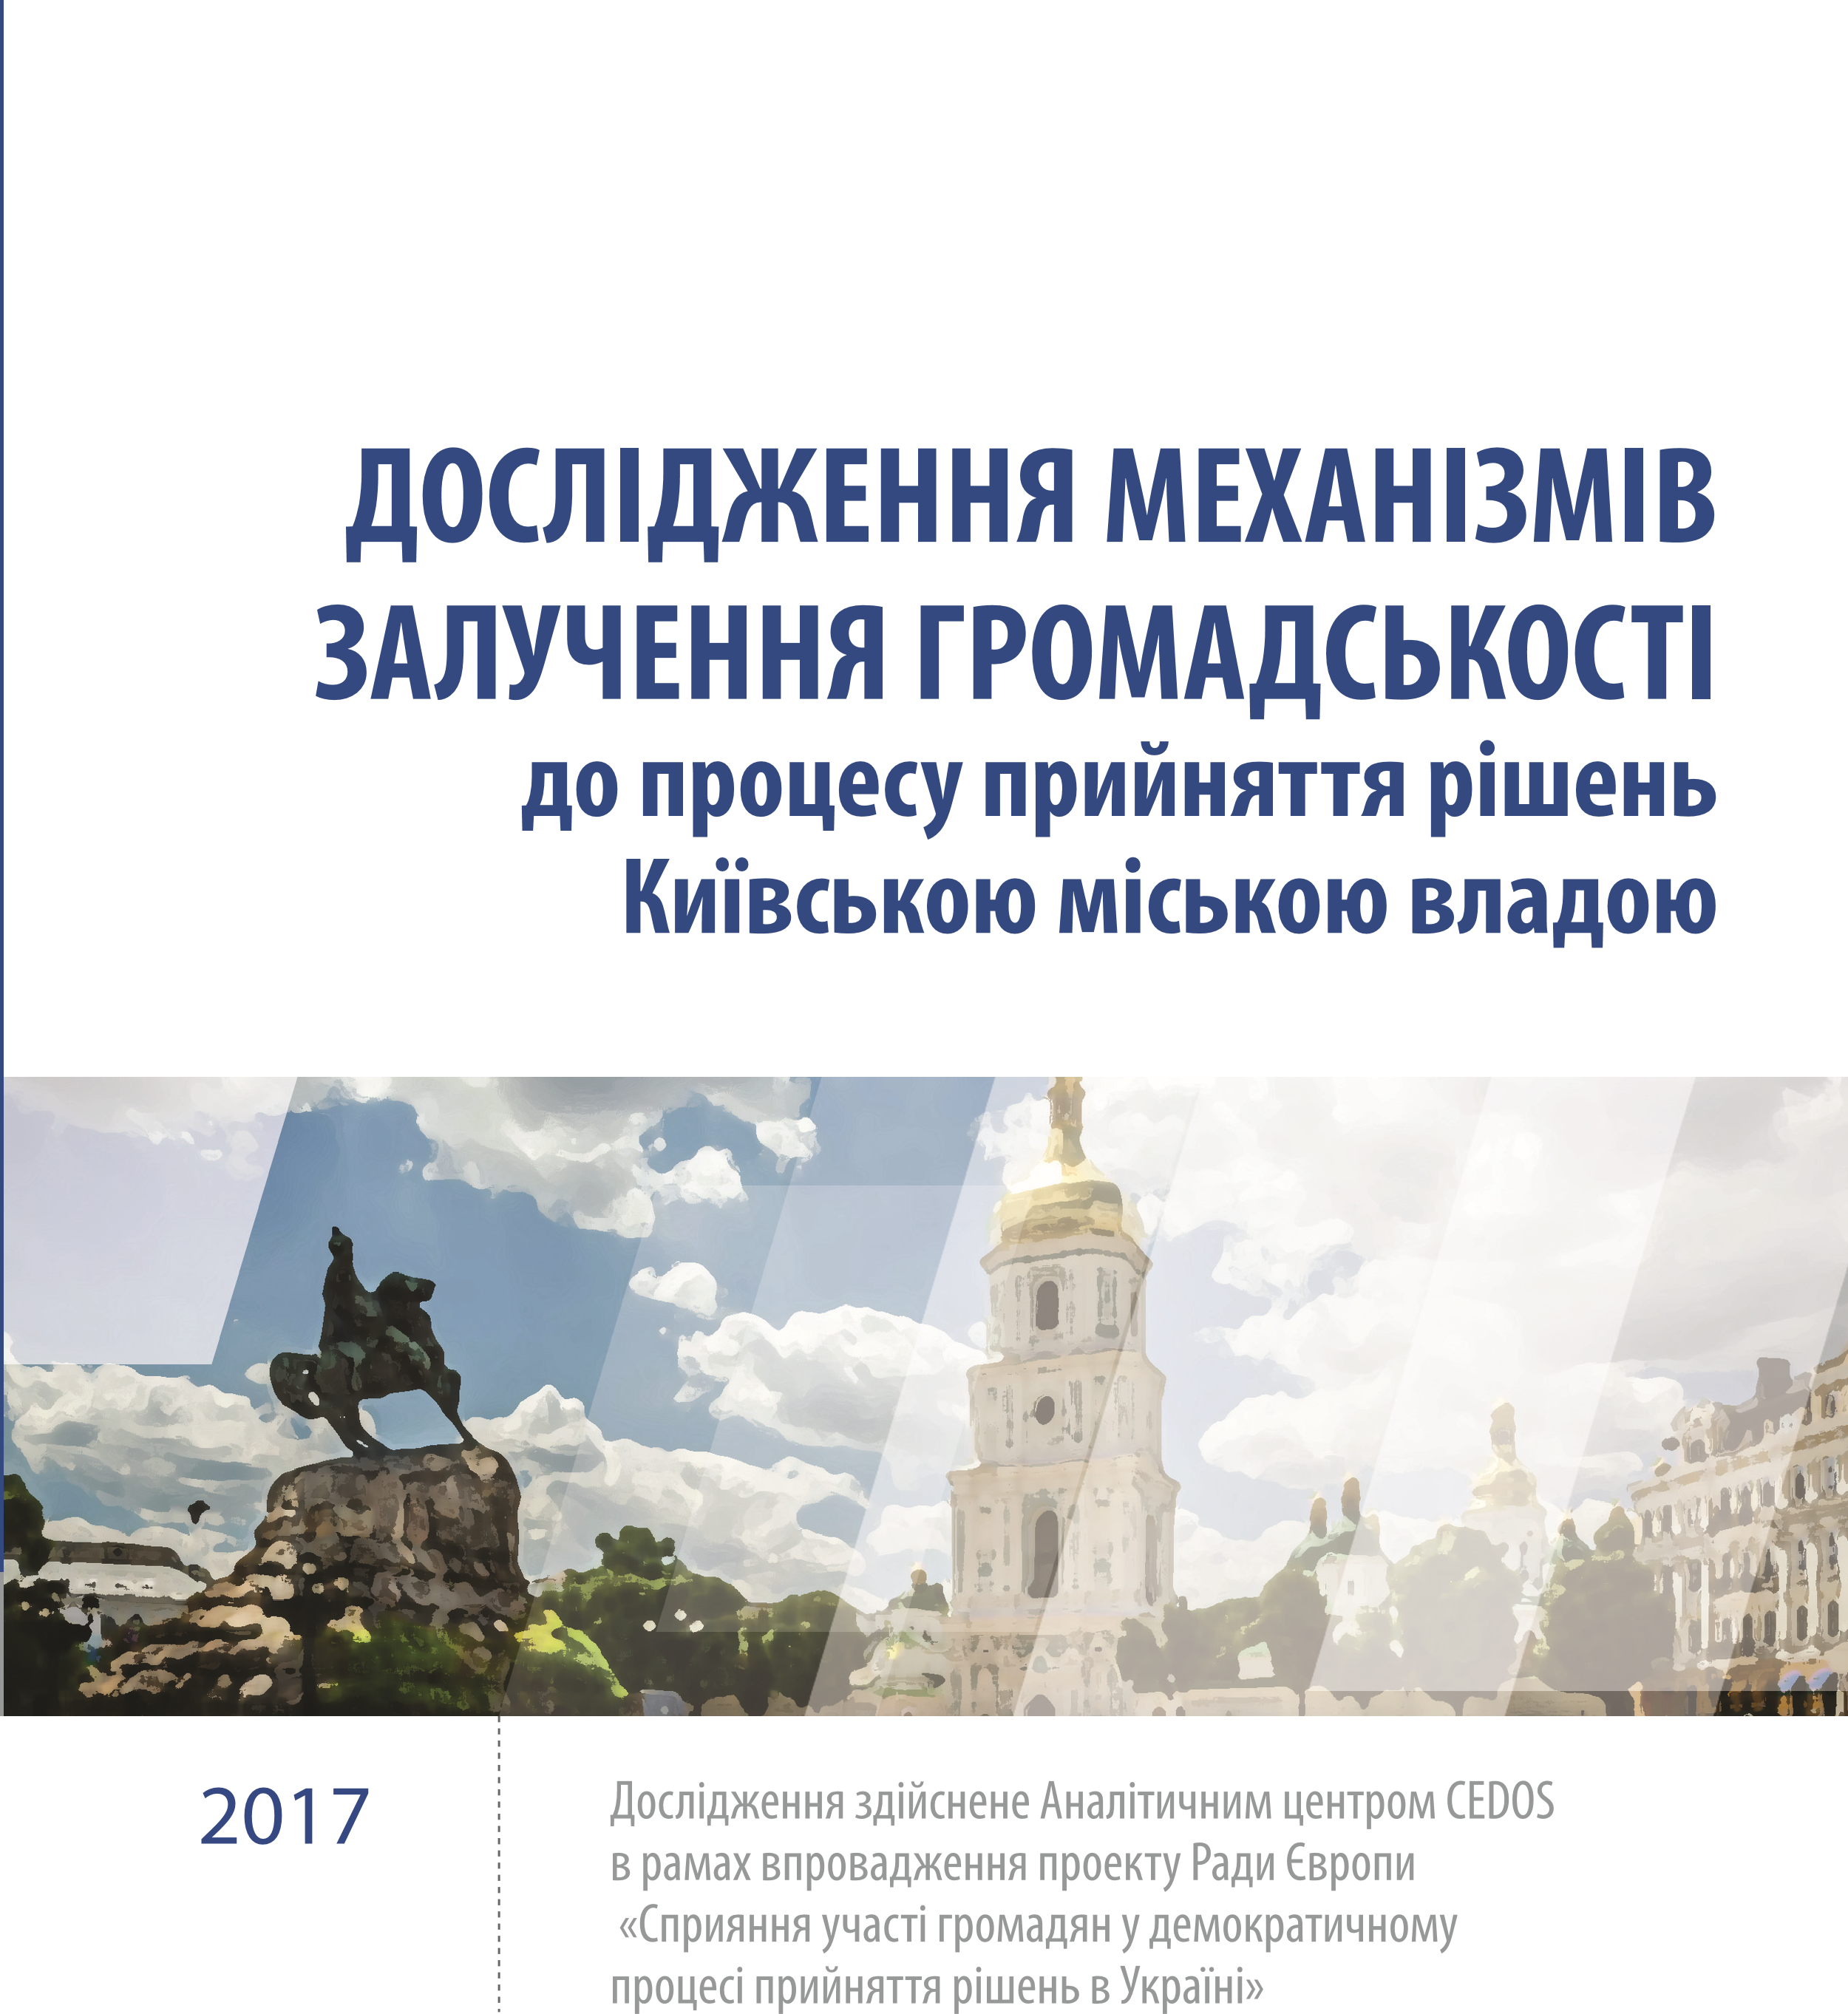 ДОСЛІДЖЕННЯ МЕХАНІЗМІВ
ЗАЛУЧЕННЯ ГРОМАДСЬКОСТІ
до процесу прийняття рішень
Київською міською владою
2017
Дослідження здійснене Аналітичним центром CEDOS
в рамах впровадження проекту Ради Європи
«Сприяння участі громадян у демократичному
процесі прийняття рішень в Україні»